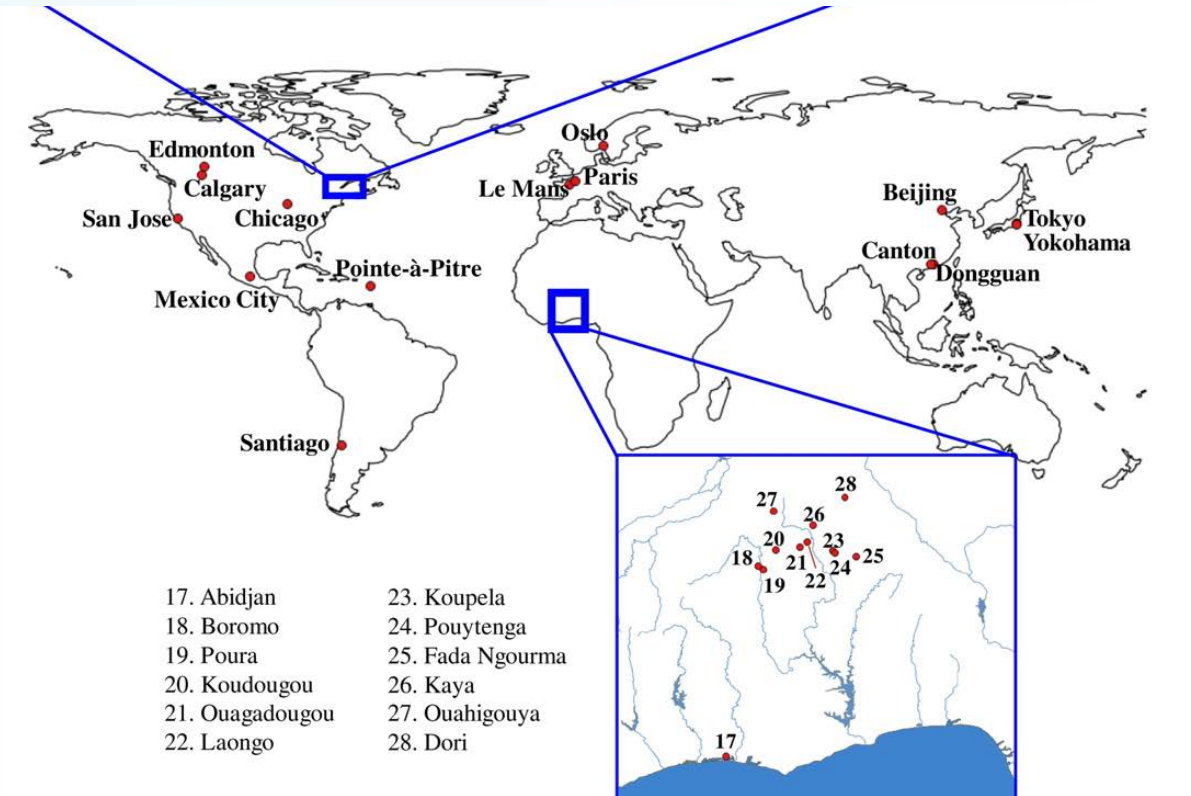 Oslo
Edmonton
Le Mans
Paris
Calgary
Beijing
San Jose
Chicago
Tokyo
Yokohama
Canton
Pointe-à-Pitre
Dongguan
Mexico City
Santiago
28
27
26
20
23
18
21
24
25
19
22
17. Abidjan
23. Koupela
18. Boromo
24. Pouytenga
19. Poura
25. Fada Ngourma
20. Koudougou
26. Kaya
21. Ouagadougou
27. Ouahigouya
22. Laongo
28. Dori
17